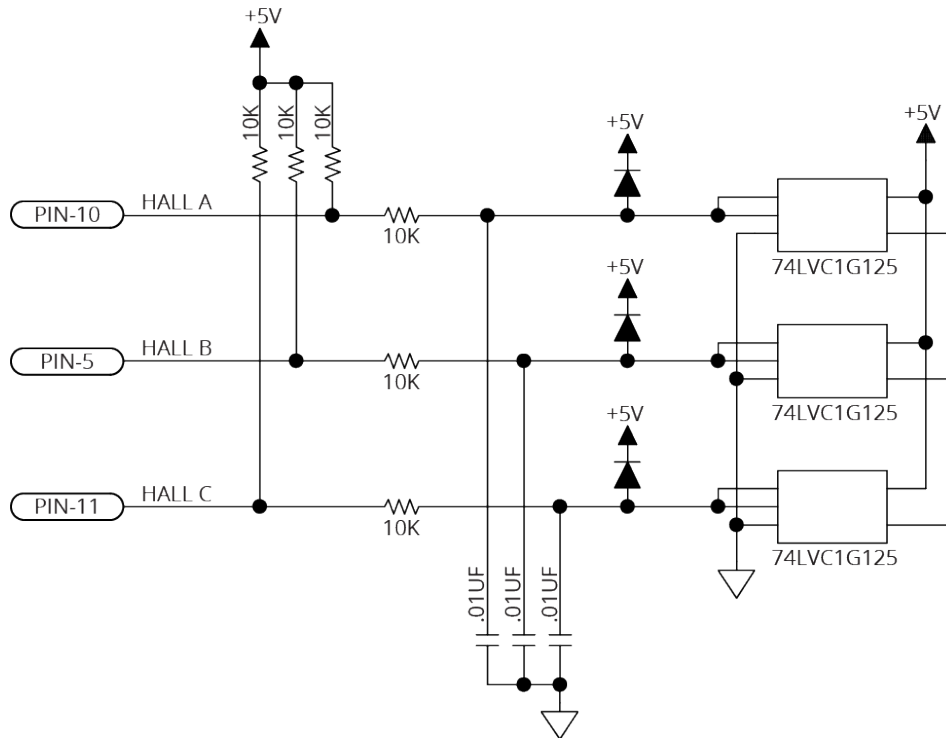 +5V
10K
10K
10K
+5V
+5V
PIN-10
HALL A
10K
74LVC1G125
+5V
PIN-5
HALL B
10K
74LVC1G125
+5V
PIN-11
HALL C
10K
74LVC1G125
.01UF
.01UF
.01UF